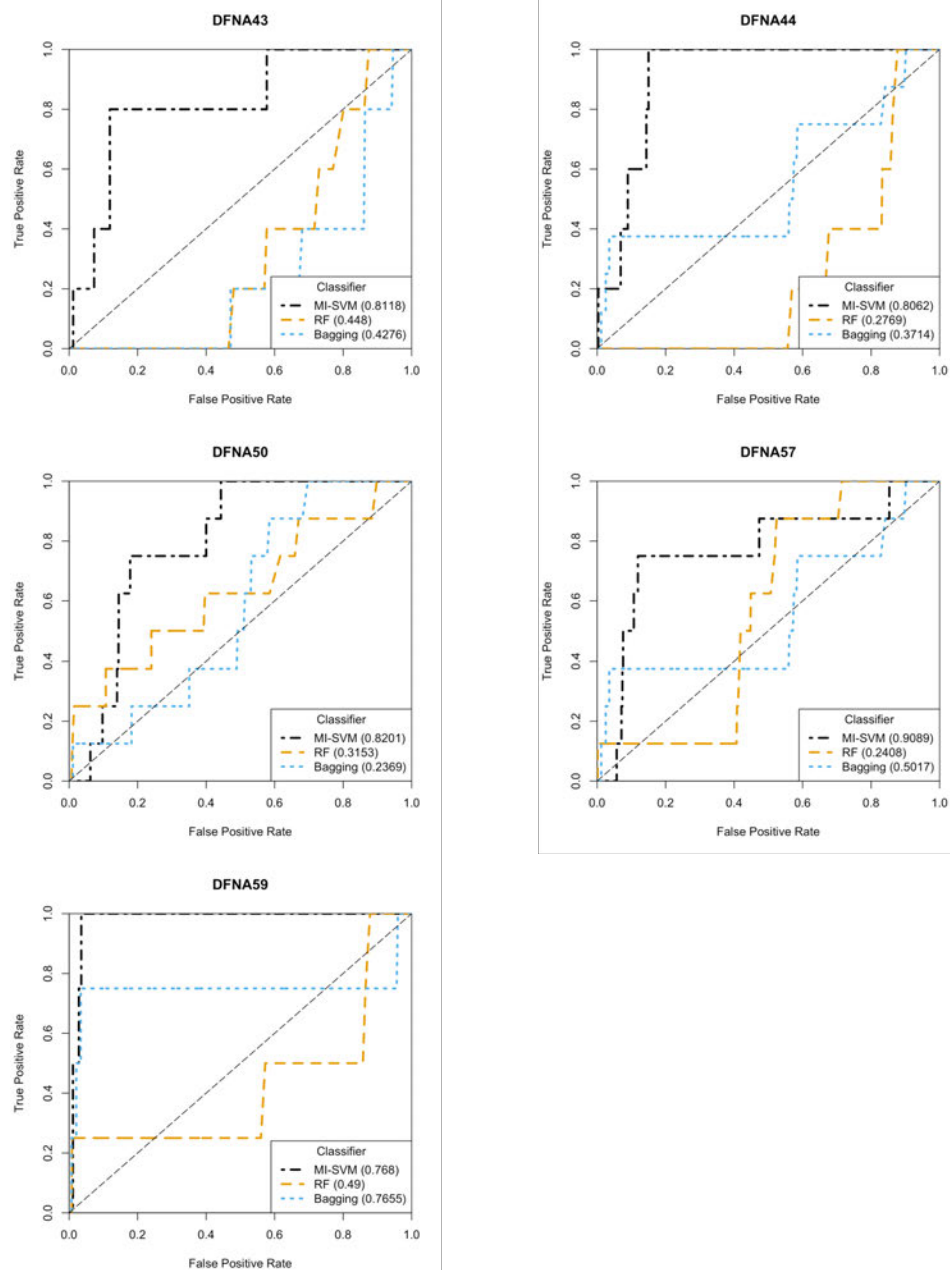 DFNA43
True Positive Rate
1.0
0.8
0.6
0.4
0.2
0.0
Classifier
MI-SVM (0.8118)
RF (0.448)
Bagging (0.4276)
0.0 0.2 0.4 0.6 0.8 1.0
False Positive Rate
DFNA44
True Positive Rate
1.0
0.8
0.6
0.4
0.2
0.0
Classifier
MI-SVM (0.8062)
RF (0.2769)
Bagging (0.3714)
0.0 0.2 0.4 0.6 0.8 1.0
False Positive Rate
DFNA50
True Positive Rate
1.0
0.8
0.6
0.4
0.2
0.0
Classifier
MI-SVM (0.8201)
RF (0.3153)
Bagging (0.2369)
0.0 0.2 0.4 0.6 0.8 1.0
False Positive Rate
DFNA57
True Positive Rate
1.0
0.8
0.6
0.4
0.2
0.0
Classifier
MI-SVM (0.9089)
RF (0.2408)
Bagging (0.5017)
0.0 0.2 0.4 0.6 0.8 1.0
False Positive Rate
DFNA59
True Positive Rate
1.0
0.8
0.6
0.4
0.2
0.0
Classifier
MI-SVM (0.768)
RF (0.49)
Bagging (0.7655)
0.0 0.2 0.4 0.6 0.8 1.0
False Positive Rate